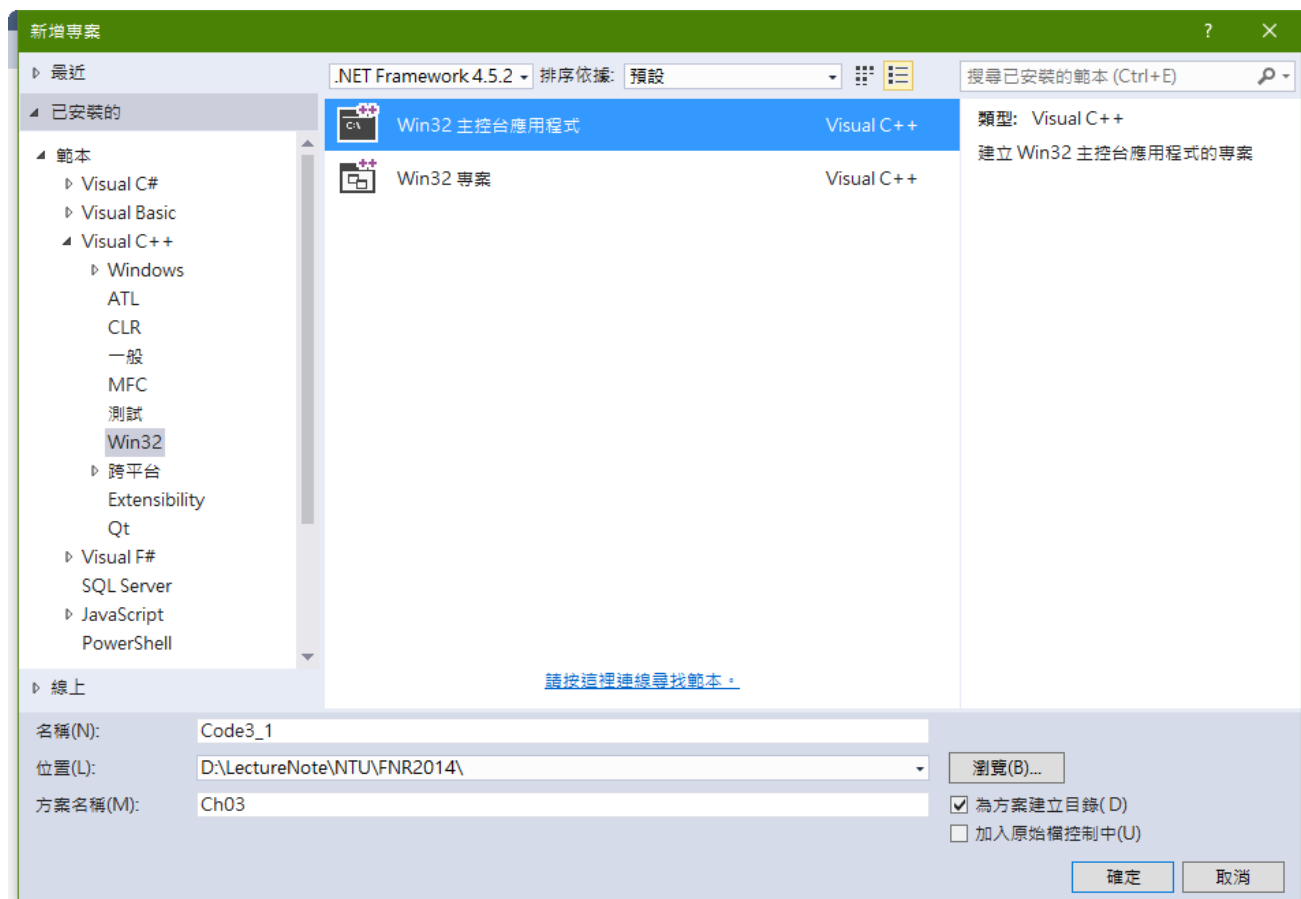 新增專案
最近
.NET Framework 4.5.2 排序依據: 預設
搜尋已安裝的範本 (Ctrl+E)
已安裝的
範本
Visual C#
Visual Basic
Visual C++
Windows
ATL
CLR
一般
MFC
測試
Win32
跨平台
Extensibility
Qt
Visual F#
SQL Server
JavaScript
PowerShell
線上
Win32 主控台應用程式 Visual C++
Win32 專案 Visual C++
請按這裡連線尋找範本。
類型: Visual C++
建立 Win32 主控台應用程式的專案
名稱(N): Code3_1
位置(L): D:\LectureNote\NTU\FNR2014\ 瀏覽(B)...
方案名稱(M): Ch03
為方案建立目錄(D)
加入原始檔控制中(U)
確定 取消